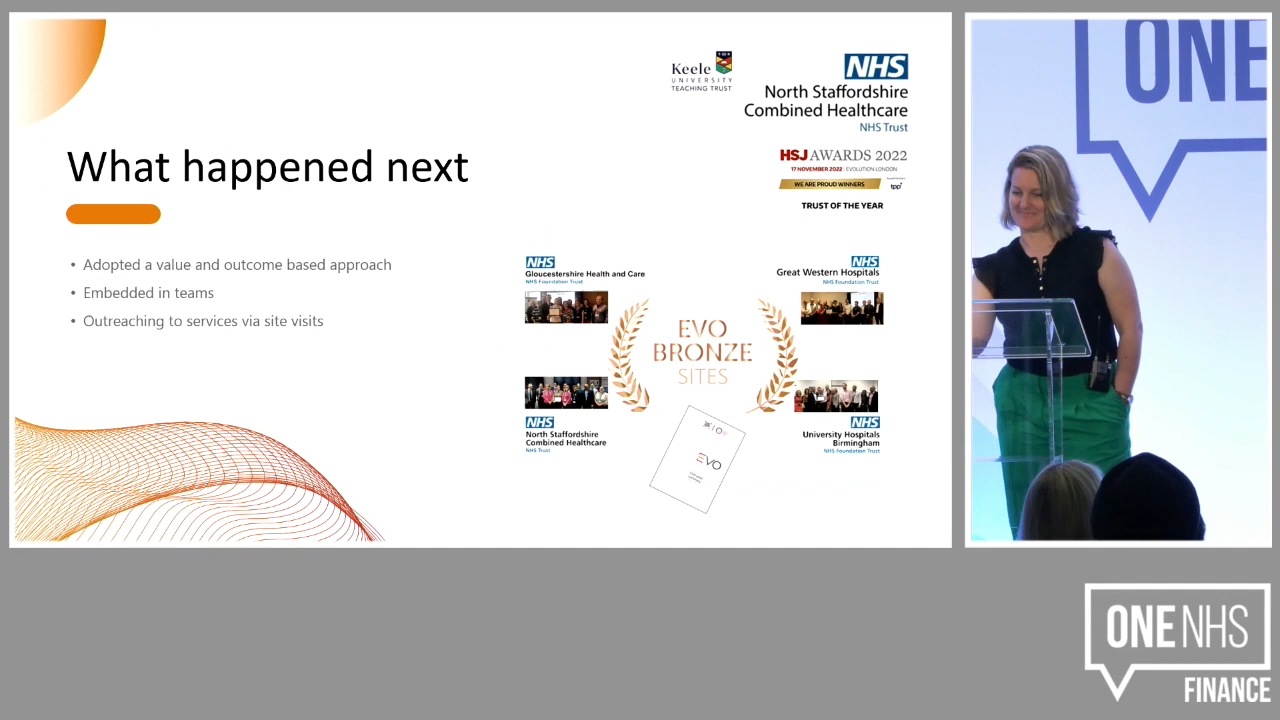 Keele
UNIVERSITY
TEACHING TRUST
NHS
North Staffordshire
Combined Healthcare
NHS Trust
HSJ AWARDS 2022
17 NOVEMBER 2022 | EVOLUTION LONDON
WE ARE PROUD WINNERS
tpp
TRUST OF THE YEAR
What happened next
• Adopted a value and outcome based approach
• Embedded in teams
• Outreaching to services via site visits
NHS
Gloucestershire Health and Care
NHS Foundation Trust
NHS
Great Western Hospitals
NHS Foundation Trust
EVO
BRONZE
SITES
NHS
North Staffordshire
Combined Healthcare
NHS Trust
NHS
University Hospitals
Birmingham
NHS Foundation Trust
EVO
ONE
ONE NHS
FINANCE